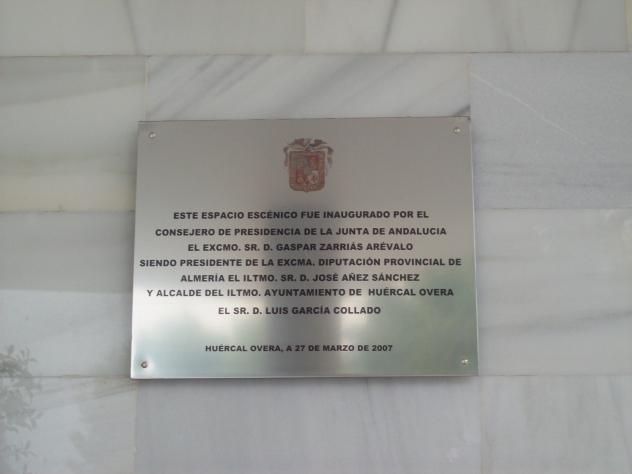 ESTE ESPACIO ESCÉNICO FUE INAUGURADO POR EL
CONSEJERO DE PRESIDENCIA DE LA JUNTA DE ANDALUCIA
EL EXCMO. SR. D. GASPAR ZARRIÁS ARÉVALO
SIENDO PRESIDENTE DE LA EXCMA. DIPUTACIÓN PROVINCIAL DE
ALMERÍA EL ILTMO. SR. D. JOSÉ AÑEZ SÁNCHEZ
Y ALCALDE DEL ILTMO. AYUNTAMIENTO DE HUÉRCAL OVERA
EL SR. D. LUIS GARCÍA COLLADO
HUÉRCAL OVERA, A 27 DE MARZO DE 2007